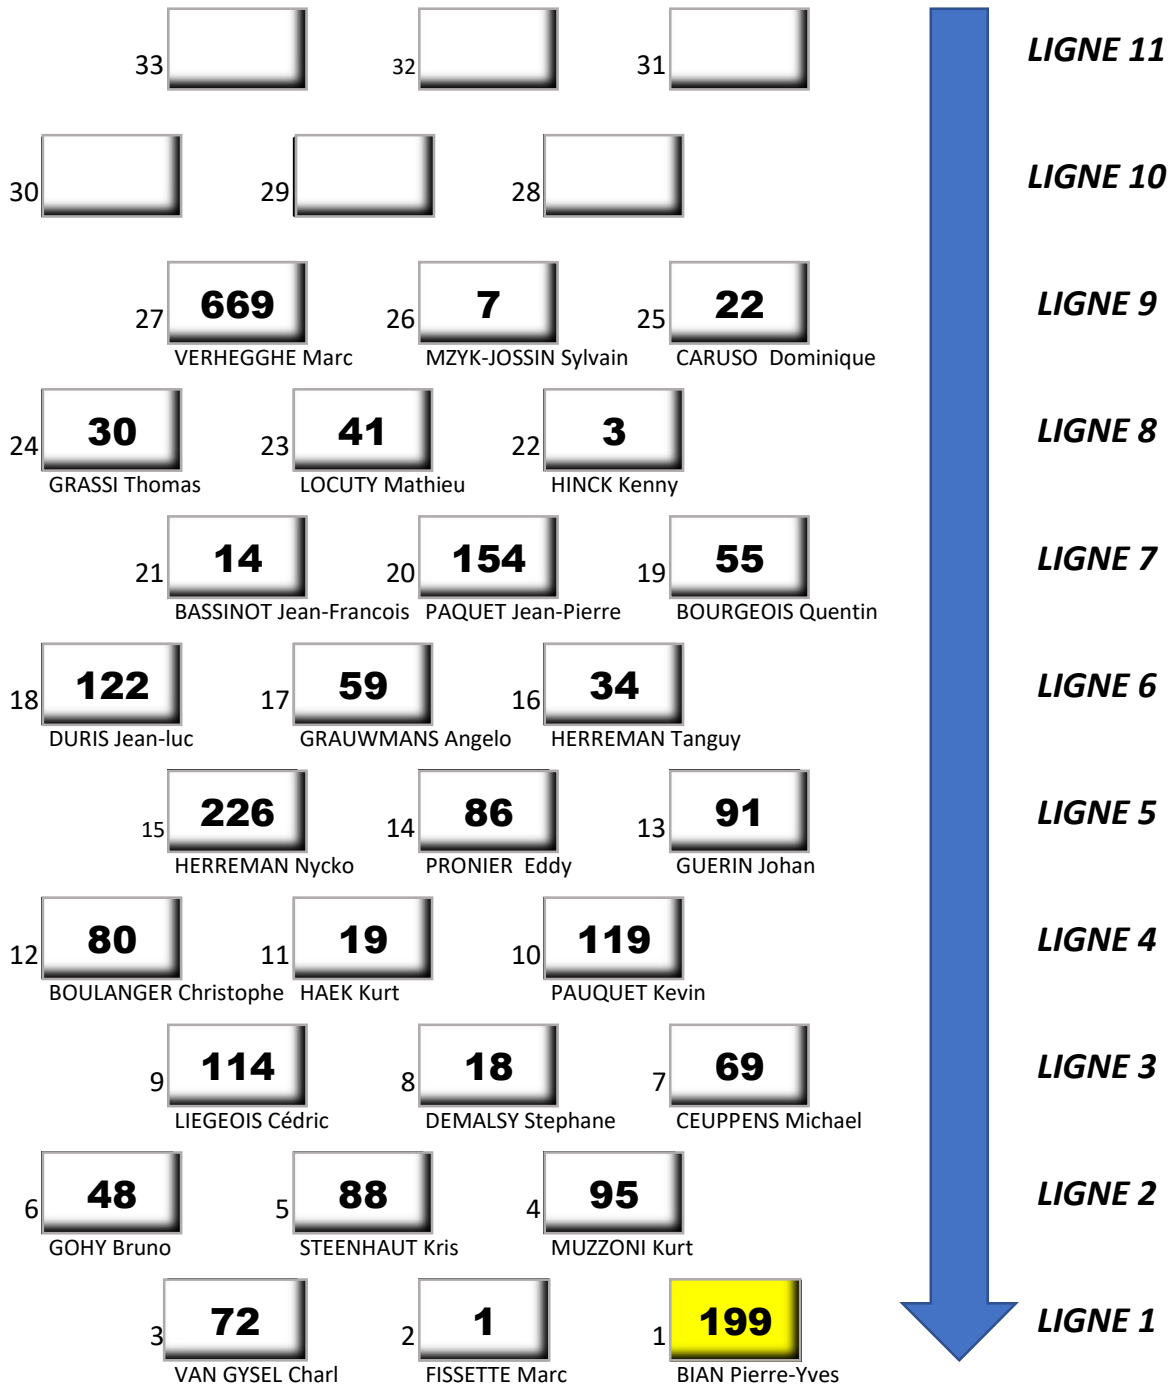 33 32 31 LIGNE 11
30 29 28 LIGNE 10
27 669 26 7 25 22 LIGNE 9
VERHEGGHE Marc MZYK-JOSSIN Sylvain CARUSO Dominique
24 30 23 41 22 3 LIGNE 8
GRASSI Thomas LOCUTY Mathieu HINCK Kenny
21 14 20 154 19 55 LIGNE 7
BASSINOT Jean-Francois PAQUET Jean-Pierre BOURGEOIS Quentin
18 122 17 59 16 34 LIGNE 6
DURIS Jean-luc GRAUWMANS Angelo HERREMAN Tanguy
15 226 14 86 13 91 LIGNE 5
HERREMAN Nycko PRONIER Eddy GUERIN Johan
12 80 11 19 10 119 LIGNE 4
BOULANGER Christophe HAEK Kurt PAUQUET Kevin
9 114 8 18 7 69 LIGNE 3
LIEGEOIS Cédric DEMALSY Stephane CEUPPENS Michael
6 48 5 88 4 95 LIGNE 2
GOHY Bruno STEENHAUT Kris MUZZONI Kurt
3 72 2 1 1 199 LIGNE 1
VAN GYSEL Charl FISSETTE Marc BIAN Pierre-Yves